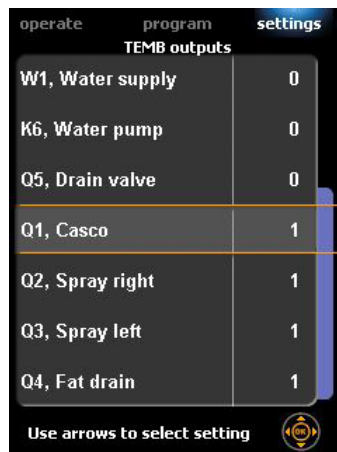 operate program settings
TEMB outputs
W1, Water supply 0
K6, Water pump 0
Q5, Drain valve 0
Q1, Casco 1
Q2, Spray right 1
Q3, Spray left 1
Q4, Fat drain 1
Use arrows to select setting OK